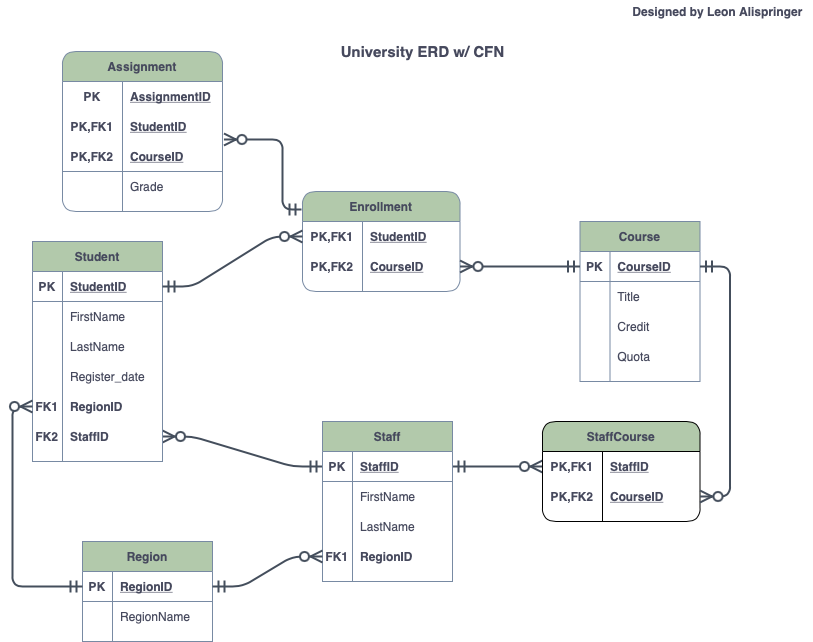 Designed by Leon Alispringer
University ERD w/ CFN
Assignment
PK AssignmentID
PK,FK1 StudentID
PK,FK2 CourseID
Grade
Enrollment
PK,FK1 StudentID
PK,FK2 CourseID
Course
PK CourseID
Title
Credit
Quota
Student
PK StudentID
FirstName
LastName
Register_date
FK1 RegionID
FK2 StaffID
Staff
PK StaffID
FirstName
LastName
FK1 RegionID
StaffCourse
PK,FK1 StaffID
PK,FK2 CourseID
Region
PK RegionID
RegionName